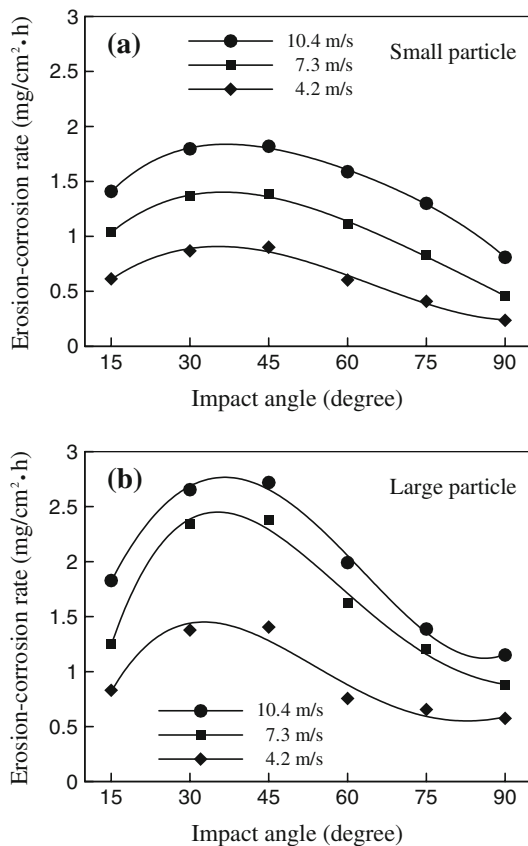 (a)
Small particle
10.4 m/s
7.3 m/s
4.2 m/s
Erosion-corrosion rate (mg/cm²•h)
3
2.5
2
1.5
1
0.5
0
15 30 45 60 75 90
Impact angle (degree)
(b)
Large particle
10.4 m/s
7.3 m/s
4.2 m/s
Erosion-corrosion rate (mg/cm²•h)
3
2.5
2
1.5
1
0.5
0
15 30 45 60 75 90
Impact angle (degree)